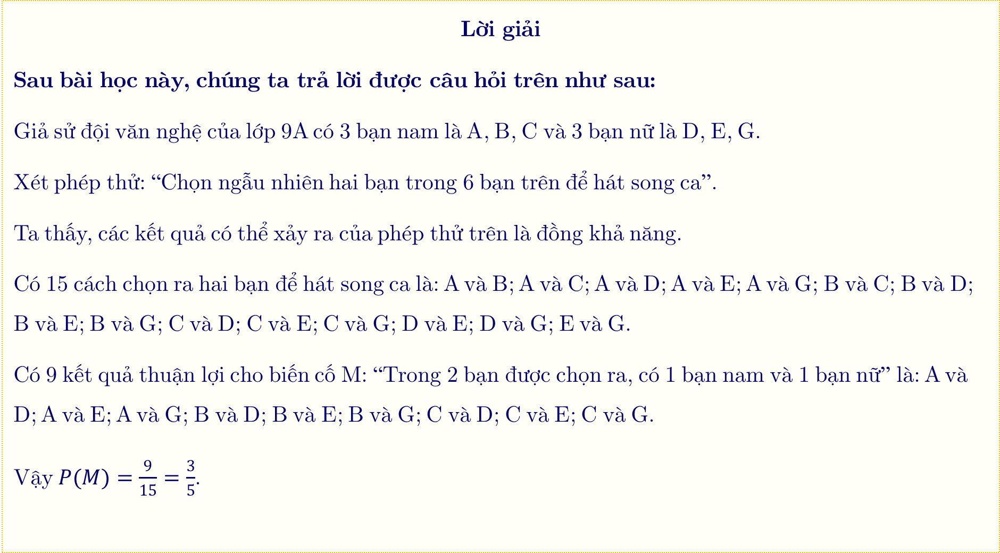 Lời giải
Sau bài học này, chúng ta trả lời được câu hỏi trên như sau:
Giả sử đội văn nghệ của lớp 9A có 3 bạn nam là A, B, C và 3 bạn nữ là D, E, G.
Xét phép thử: “Chọn ngẫu nhiên hai bạn trong 6 bạn trên để hát song ca”.
Ta thấy, các kết quả có thể xảy ra của phép thử trên là đồng khả năng.
Có 15 cách chọn ra hai bạn để hát song ca là: A và B; A và C; A và D; A và E; A và G; B và C; B và D;
B và E; B và G; C và D; C và E; C và G; D và E; D và G; E và G.
Có 9 kết quả thuận lợi cho biến cố M: “Trong 2 bạn được chọn ra, có 1 bạn nam và 1 bạn nữ” là: A và
D; A và E; A và G; B và D; B và E; B và G; C và D; C và E; C và G.
Vậy P(M) = 9/15 = 3/5.